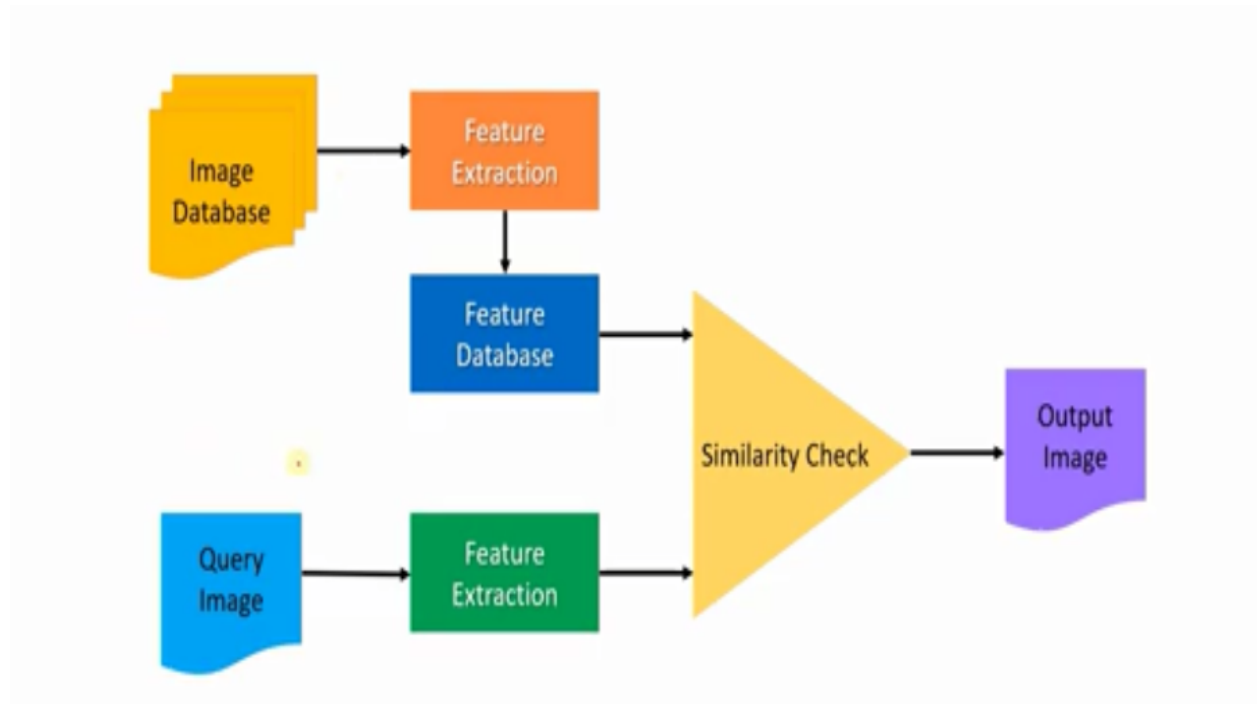 Image
Database
Feature
Extraction
Feature
Database
Similarity Check
Output
Image
Query
Image
Feature
Extraction